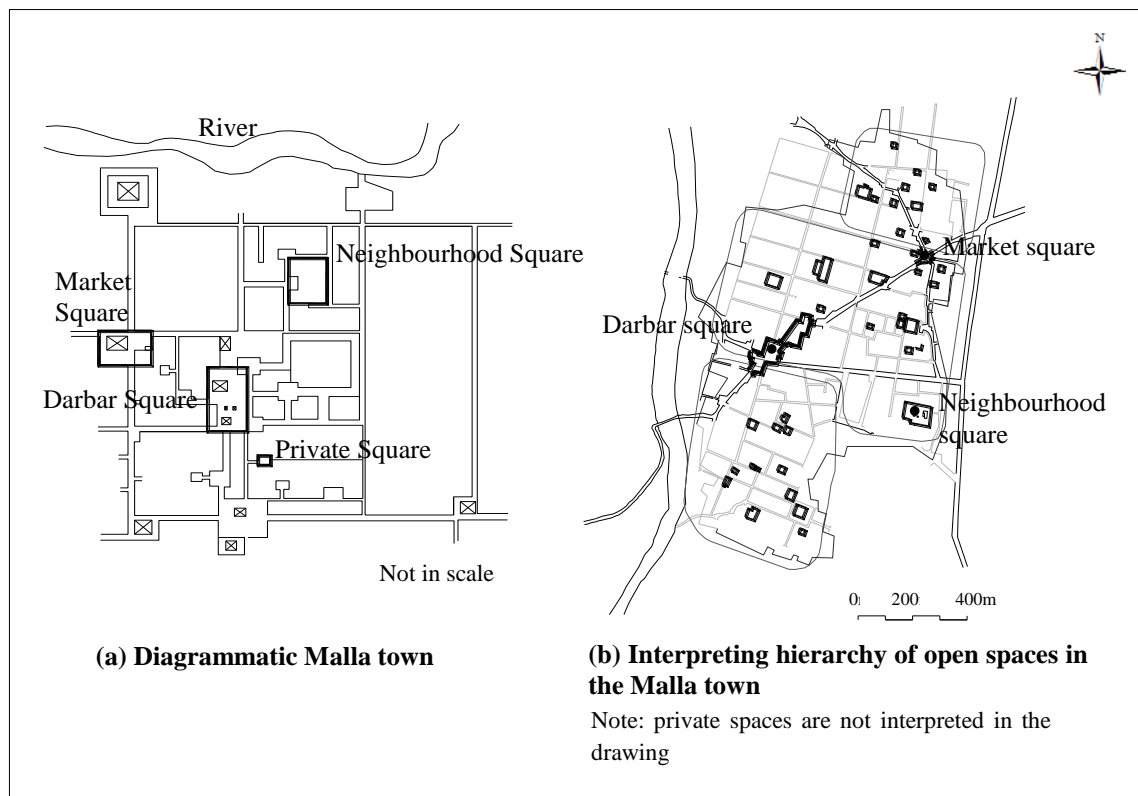 N
River
Neighbourhood Square
Market
Square
Darbar Square
Private Square
Not in scale
Market square
Darbar square
Neighbourhood
square
0 200 400m
(a) Diagrammatic Malla town
(b) Interpreting hierarchy of open spaces in
the Malla town
Note: private spaces are not interpreted in the
drawing